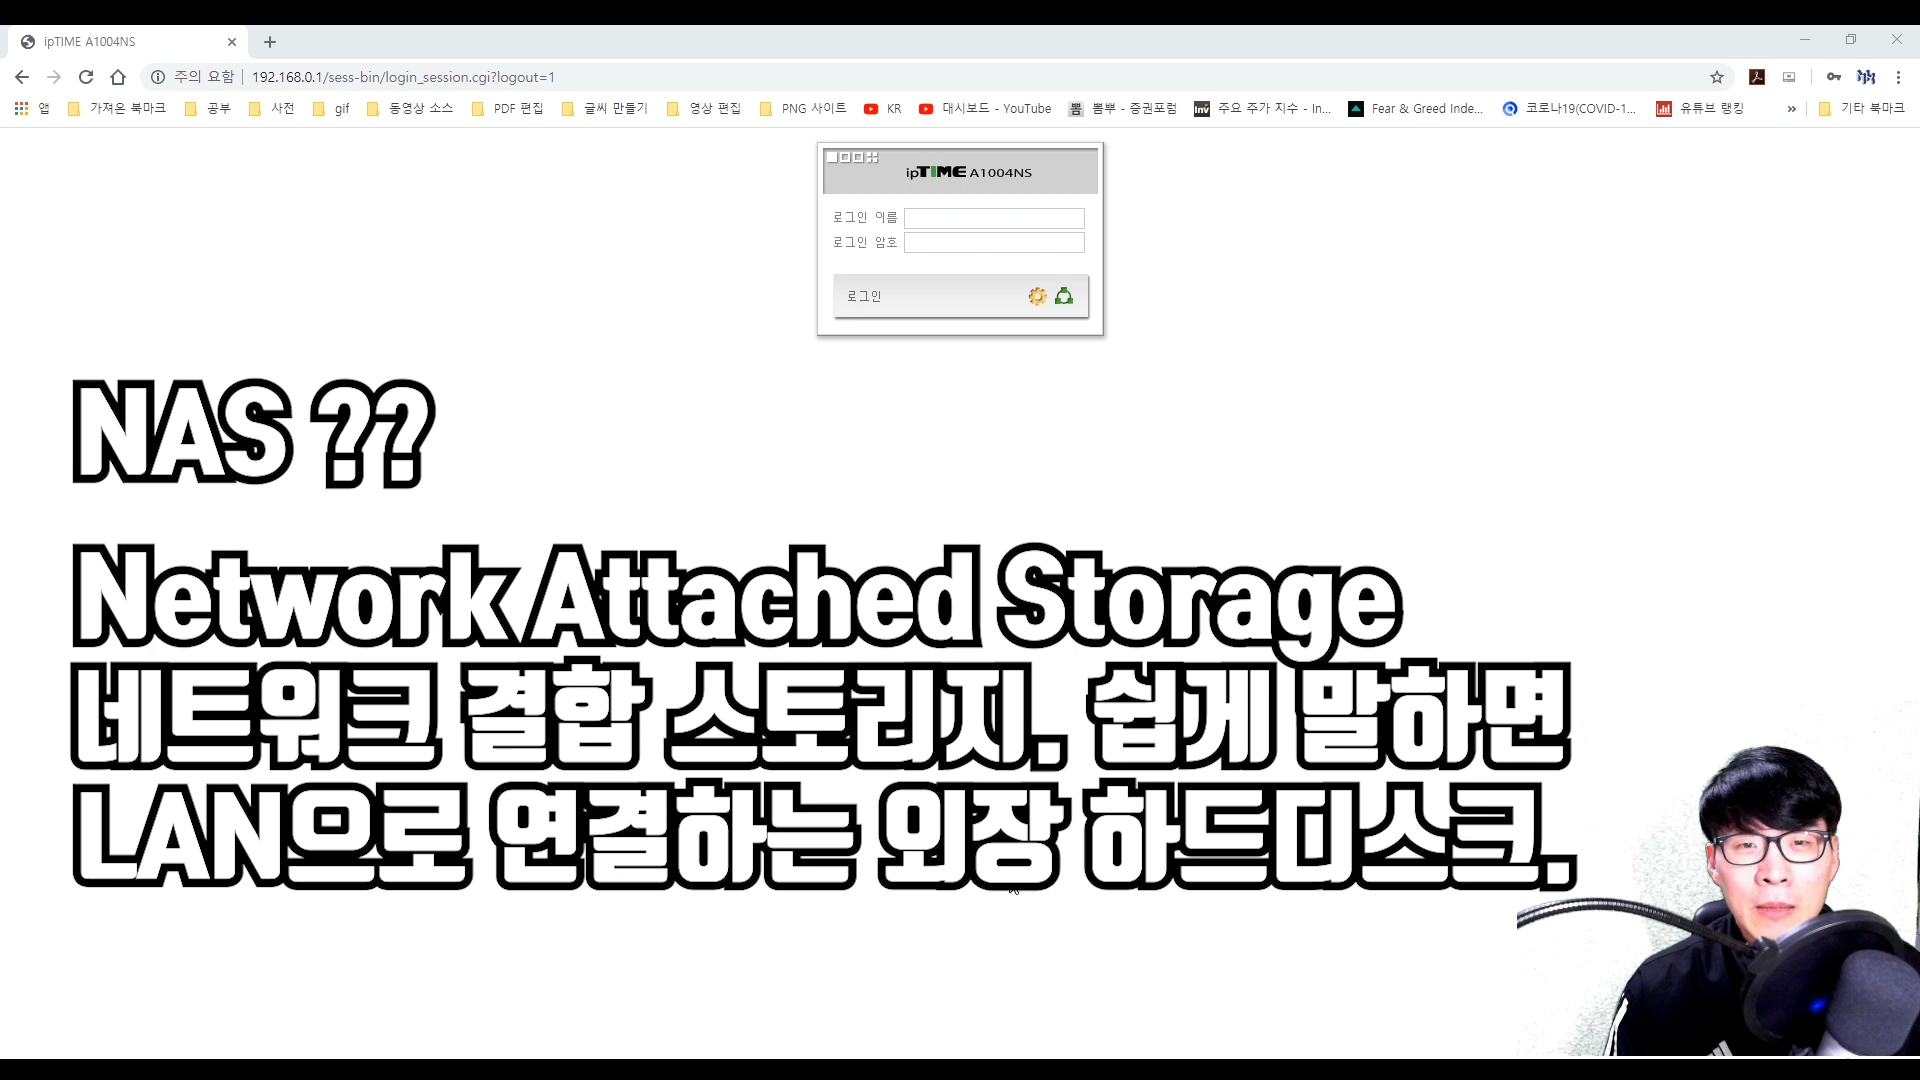 ipTIME A1004NS
주의 요함
192.168.0.1/sess-bin/login_session.cgi?logout=1
앱
가져온 북마크
공부
사전
gif
동영상 소스
PDF 편집
글씨 만들기
영상 편집
PNG 사이트
KR
대시보드 - YouTube
뽐
뽐뿌 - 증권포럼
Inv
주요 주가 지수 - In...
Fear & Greed Inde...
코로나19(COVID-1...
유튜브 랭킹
»
기타 북마크
ipTIME A1004NS
로그인 이름
로그인 암호
로그인
NAS ??
Network Attached Storage
네트워크 결합 스토리지. 쉽게 말하면
LAN으로 연결하는 외장 하드디스크.